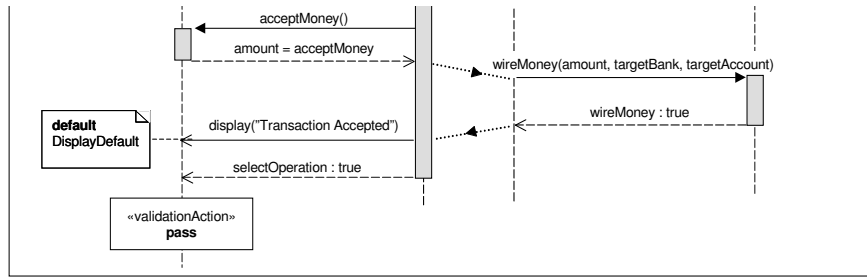 acceptMoney()
amount = acceptMoney
wireMoney(amount, targetBank, targetAccount)
wireMoney : true
default
DisplayDefault
display("Transaction Accepted")
selectOperation : true
«validationAction»
pass